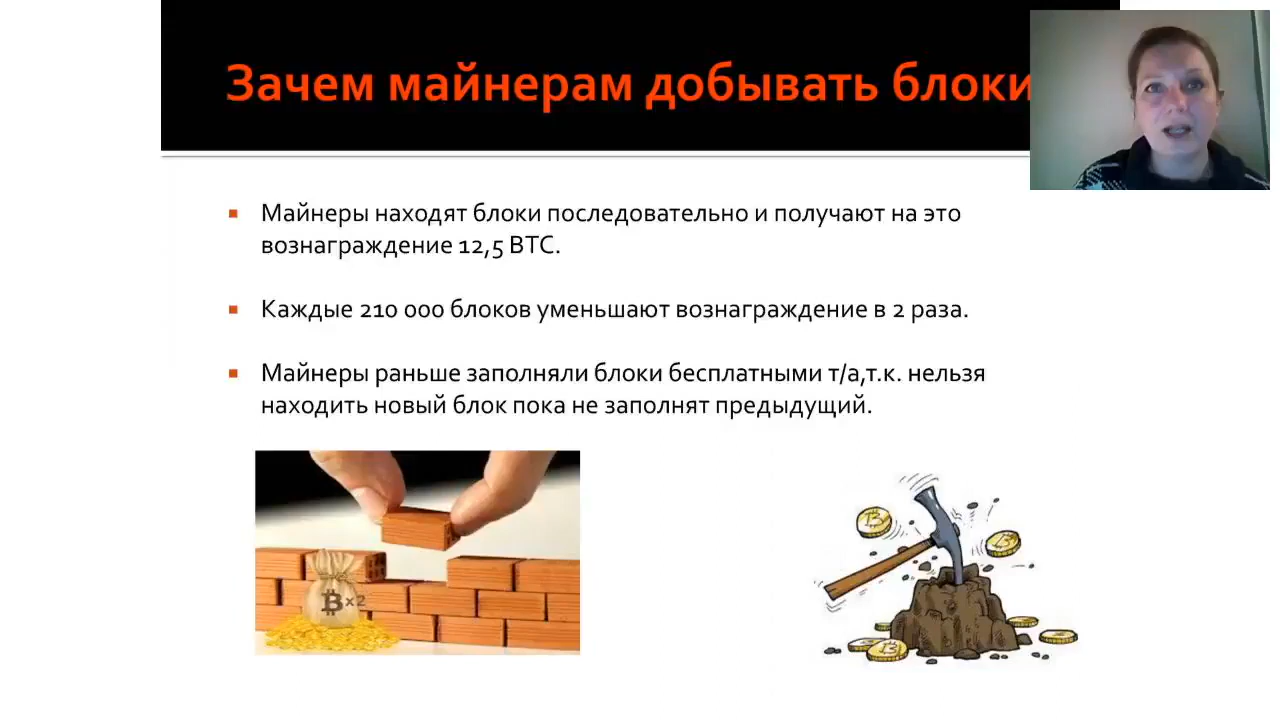 Зачем майнерам добывать блоки
Майнеры находят блоки последовательно и получают на это
вознаграждение 12,5 BTC.
Каждые 210 000 блоков уменьшают вознаграждение в 2 раза.
Майнеры раньше заполняли блоки бесплатными т/а,т.к. нельзя
находить новый блок пока не заполнят предыдущий.
x2